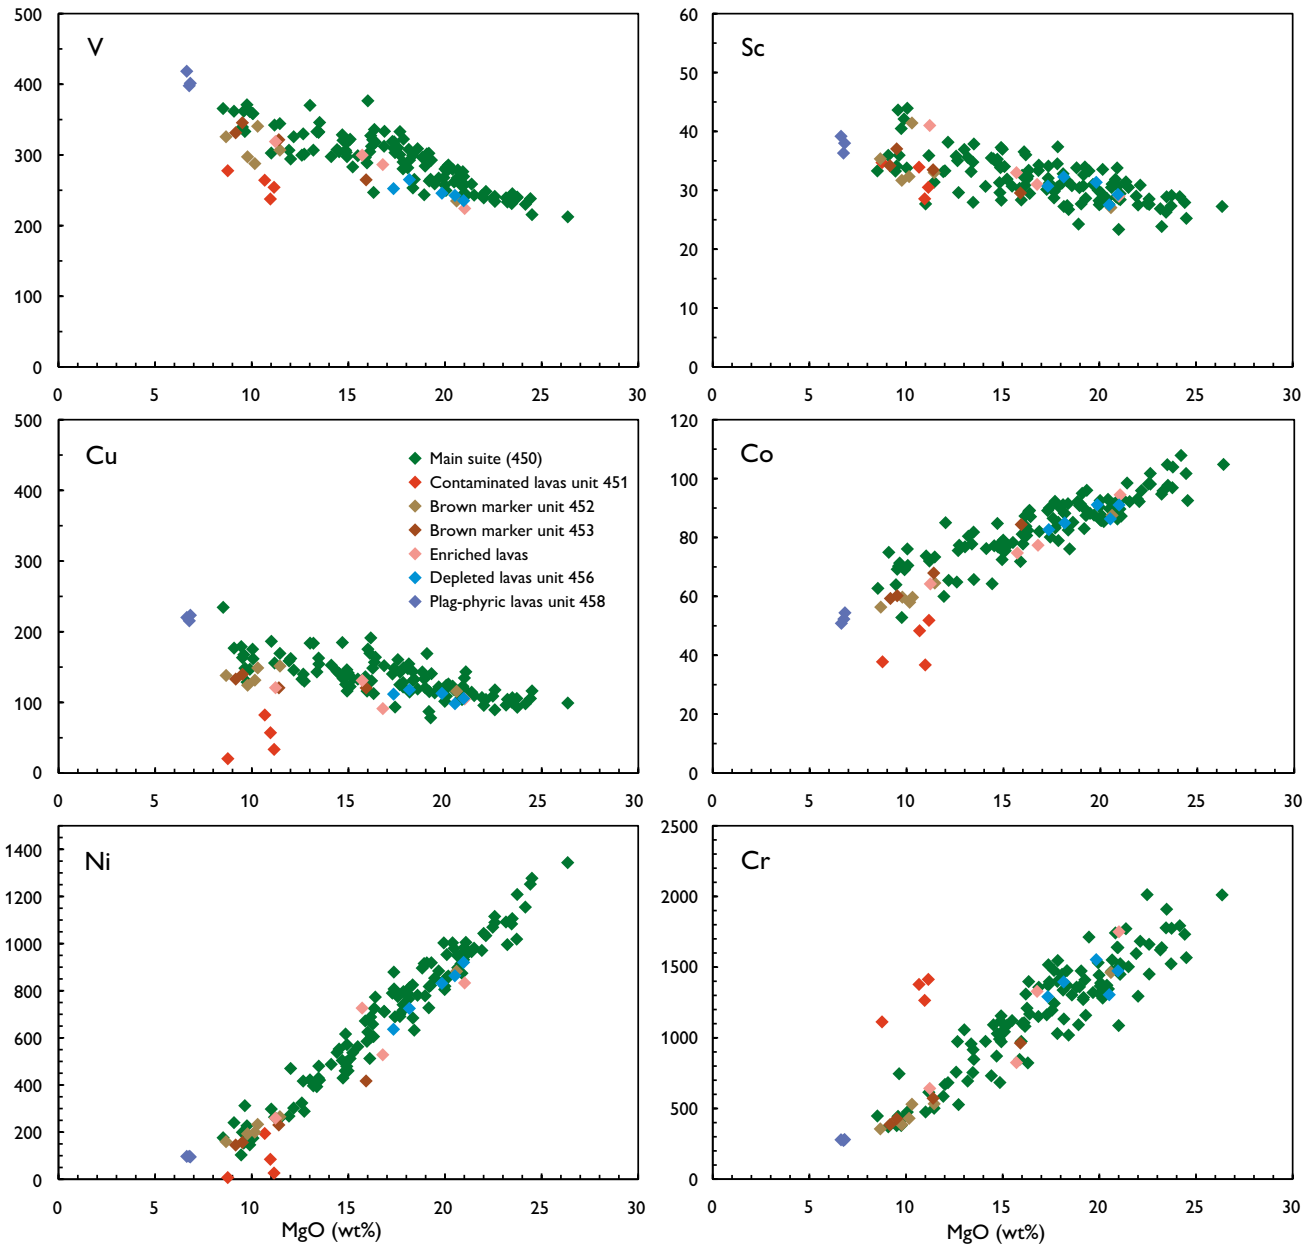 500
V
400
300
200
100
0
0 5 10 15 20 25 30
60
Sc
50
40
30
20
10
0
0 5 10 15 20 25 30
500
Cu
400
300
200
100
0
Main suite (450)
Contaminated lavas unit 451
Brown marker unit 452
Brown marker unit 453
Enriched lavas
Depleted lavas unit 456
Plag-phyric lavas unit 458
0 5 10 15 20 25 30
120
Co
100
80
60
40
20
0
0 5 10 15 20 25 30
1400
Ni
1200
1000
800
600
400
200
0
0 5 10 15 20 25 30
MgO (wt%)
2500
Cr
2000
1500
1000
500
0
0 5 10 15 20 25 30
MgO (wt%)